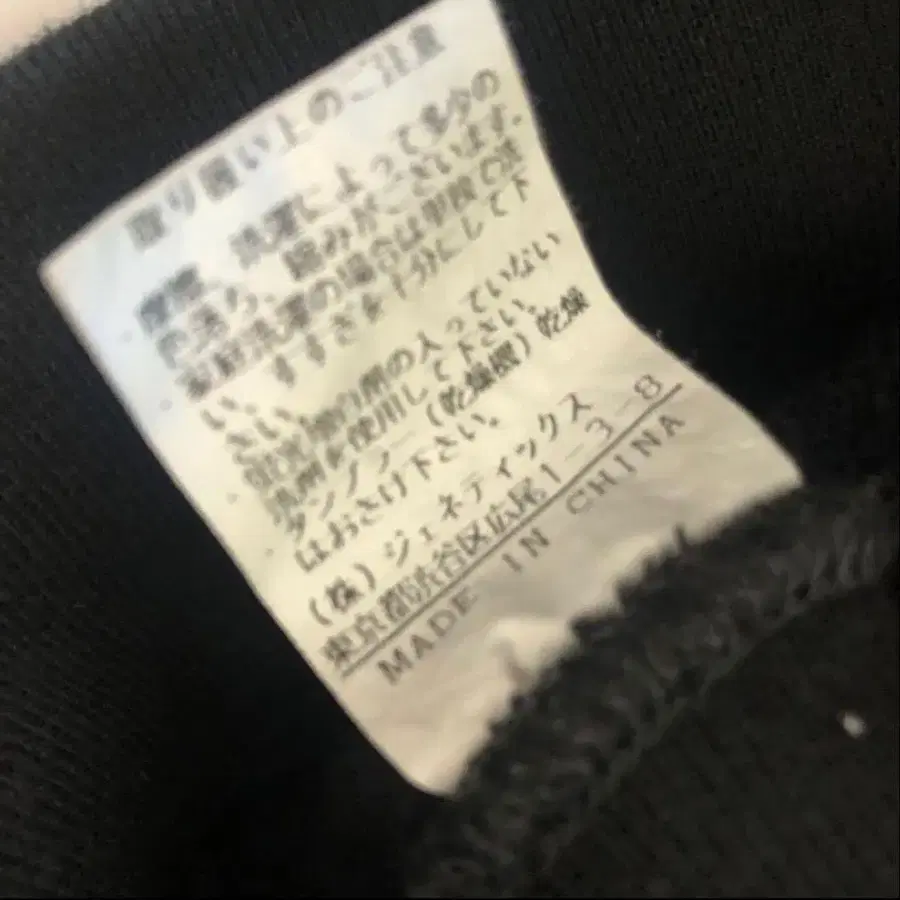 取り扱い上のご注意
・摩擦、洗濯によって多少の
色落ち、縮みがございます。
・家庭洗濯の場合は単独で洗
い、すすぎを十分にして下
さい。
・蛍光増白剤の入っていない
洗剤を使用して下さい。
・タンブラー(乾燥機)乾燥
はおさけ下さい。
(株)ジェネティックス
東京都渋谷区広尾1-3-8
MADE IN CHINA